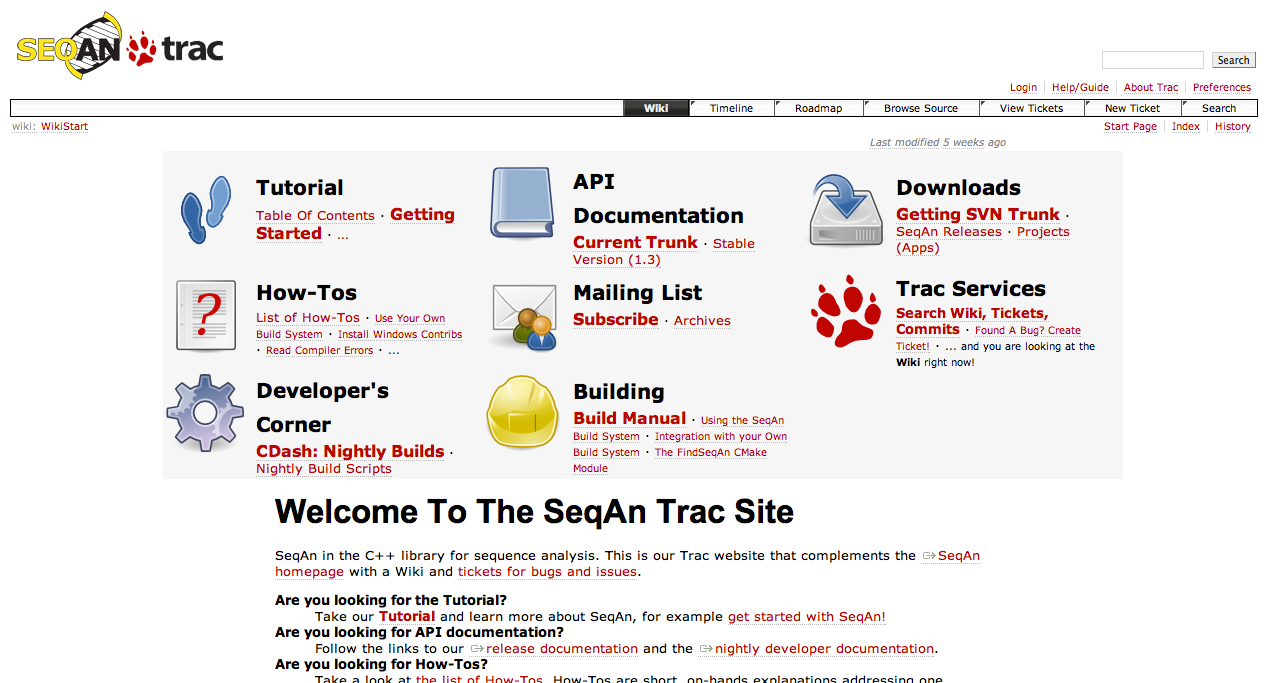 SEQAN trac
Search
Login Help/Guide About Trac Preferences
Wiki Timeline Roadmap Browse Source View Tickets New Ticket Search
wiki: WikiStart
Start Page Index History
Last modified 5 weeks ago
Tutorial
Table Of Contents · Getting
Started · ...
API
Documentation
Current Trunk · Stable
Version (1.3)
Downloads
Getting SVN Trunk ·
SeqAn Releases · Projects
(Apps)
How-Tos
List of How-Tos · Use Your Own
Build System · Install Windows Contribs
· Read Compiler Errors · ...
Mailing List
Subscribe · Archives
Trac Services
Search Wiki, Tickets,
Commits · Found A Bug? Create
Ticket! · ... and you are looking at the
Wiki right now!
Developer's
Corner
CDash: Nightly Builds ·
Nightly Build Scripts
Building
Build Manual · Using the SeqAn
Build System · Integration with your Own
Build System · The FindSeqAn CMake
Module
Welcome To The SeqAn Trac Site
SeqAn in the C++ library for sequence analysis. This is our Trac website that complements the SeqAn
homepage with a Wiki and tickets for bugs and issues.
Are you looking for the Tutorial?
Take our Tutorial and learn more about SeqAn, for example get started with SeqAn!
Are you looking for API documentation?
Follow the links to our release documentation and the nightly developer documentation.
Are you looking for How-Tos?
Take a look at the list of How-Tos. How-Tos are short, on-hands explanations addressing one